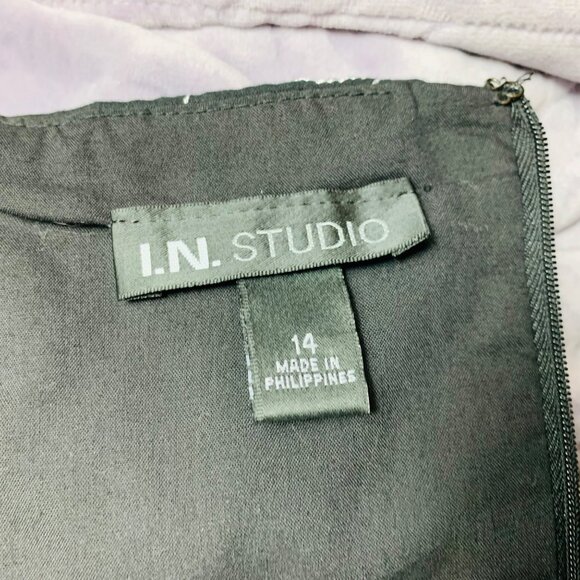 I.N. STUDIO
14
MADE IN
PHILIPPINES